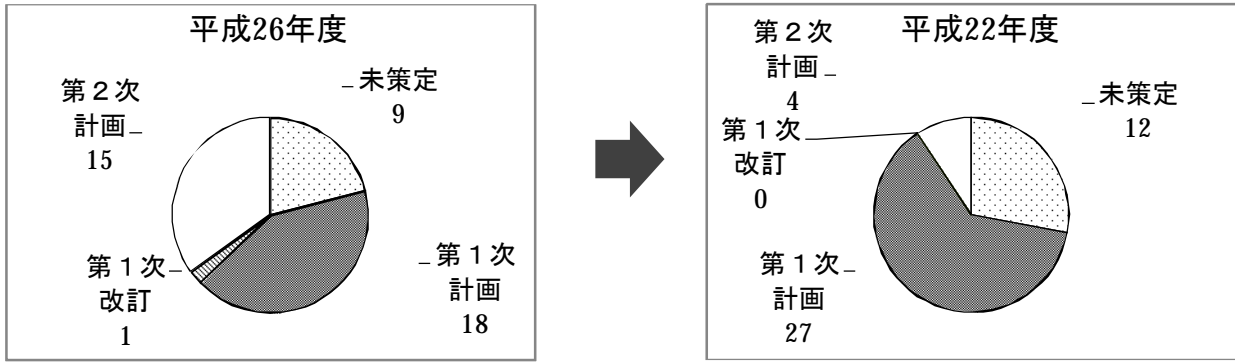 平成26年度
未策定
9
第１次
計画
18
第１次
改訂
1
第２次
計画
15
平成22年度
未策定
12
第１次
計画
27
第１次
改訂
0
第２次
計画
4